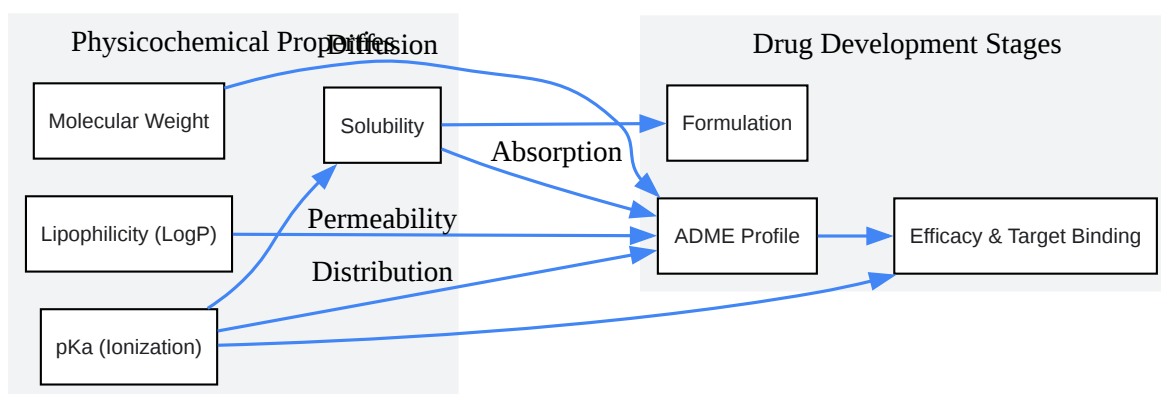 Physicochemical Properties
Diffusion
Drug Development Stages
Molecular Weight
Solubility
Formulation
Absorption
Lipophilicity (LogP)
Permeability
ADME Profile
Efficacy & Target Binding
Distribution
pKa (Ionization)